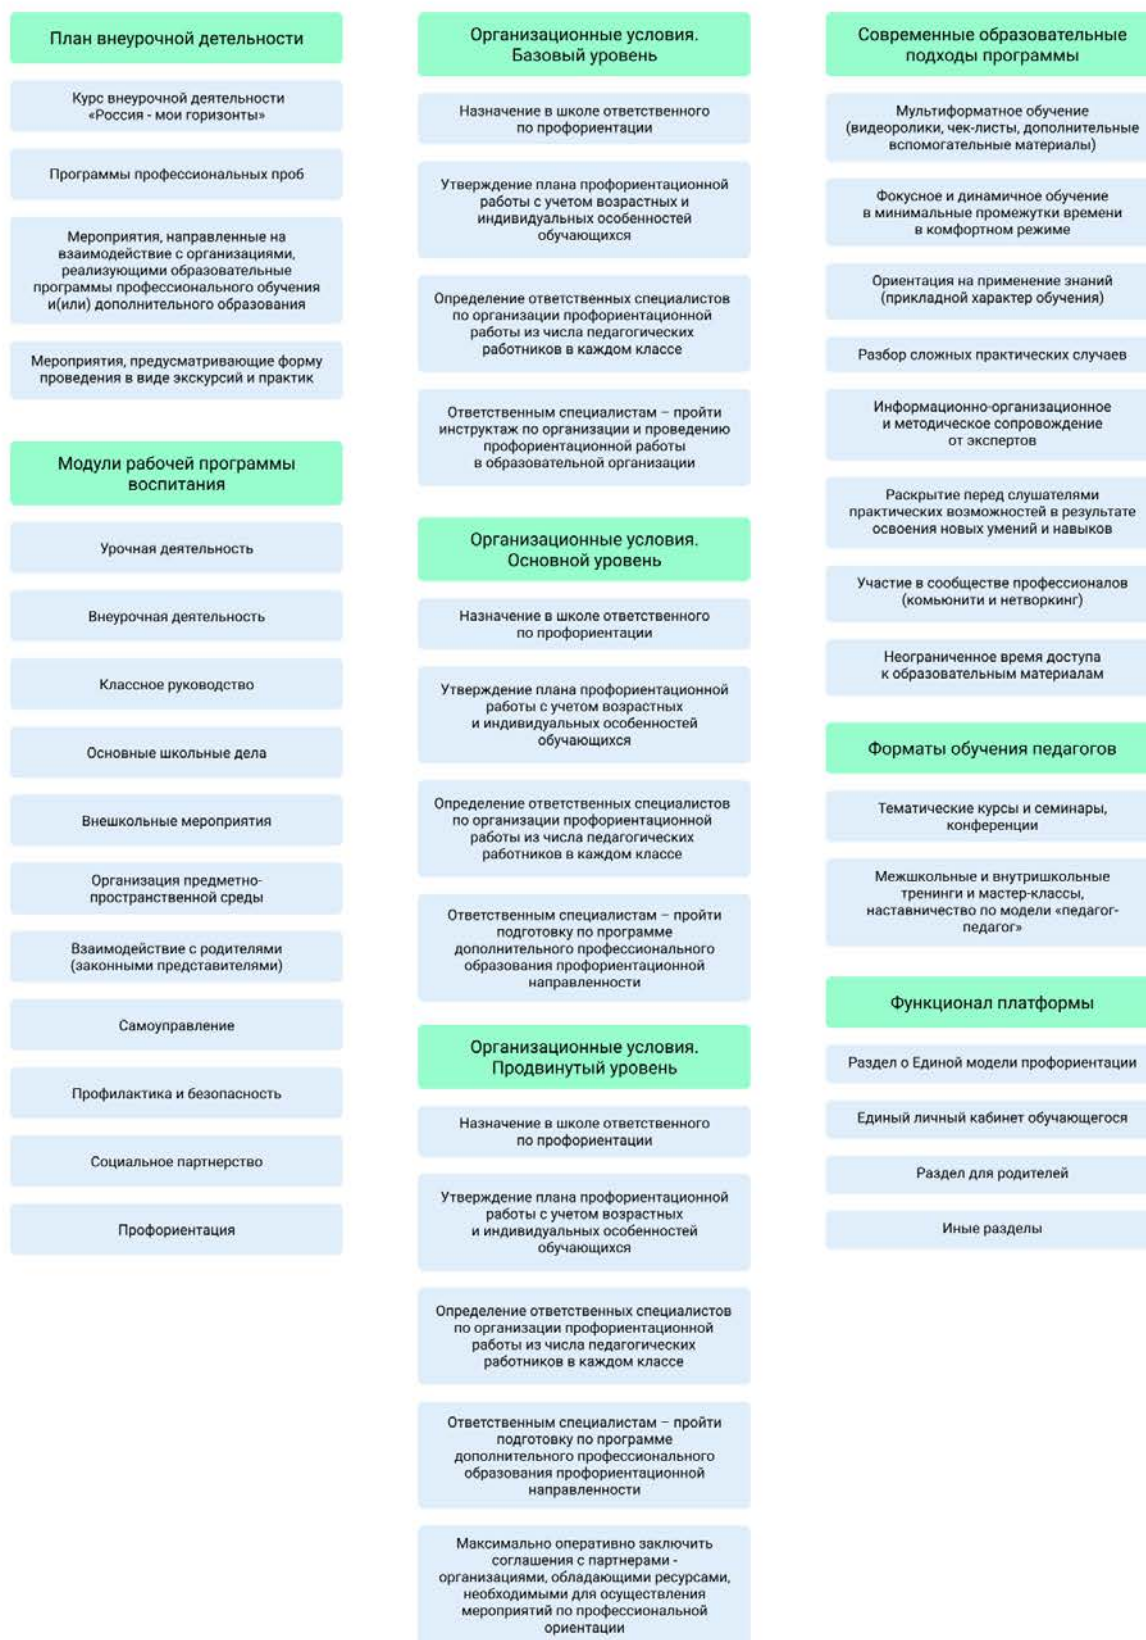 План внеурочной детельности
Курс внеурочной деятельности
«Россия - мои горизонты»
Программы профессиональных проб
Мероприятия, направленные на
взаимодействие с организациями,
реализующими образовательные
программы профессионального обучения
и(или) дополнительного образования
Мероприятия, предусматривающие форму
проведения в виде экскурсий и практик
Модули рабочей программы
воспитания
Урочная деятельность
Внеурочная деятельность
Классное руководство
Основные школьные дела
Внешкольные мероприятия
Организация предметно-
пространственной среды
Взаимодействие с родителями
(законными представителями)
Самоуправление
Профилактика и безопасность
Социальное партнерство
Профориентация
Организационные условия.
Базовый уровень
Назначение в школе ответственного
по профориентации
Утверждение плана профориентационной
работы с учетом возрастных и
индивидуальных особенностей
обучающихся
Определение ответственных специалистов
по организации профориентационной
работы из числа педагогических
работников в каждом классе
Ответственным специалистам – пройти
инструктаж по организации и проведению
профориентационной работы
в образовательной организации
Организационные условия.
Основной уровень
Назначение в школе ответственного
по профориентации
Утверждение плана профориентационной
работы с учетом возрастных
и индивидуальных особенностей
обучающихся
Определение ответственных специалистов
по организации профориентационной
работы из числа педагогических
работников в каждом классе
Ответственным специалистам – пройти
подготовку по программе
дополнительного профессионального
образования профориентационной
направленности
Организационные условия.
Продвинутый уровень
Назначение в школе ответственного
по профориентации
Утверждение плана профориентационной
работы с учетом возрастных
и индивидуальных особенностей
обучающихся
Определение ответственных специалистов
по организации профориентационной
работы из числа педагогических
работников в каждом классе
Ответственным специалистам – пройти
подготовку по программе
дополнительного профессионального
образования профориентационной
направленности
Максимально оперативно заключить
соглашения с партнерами -
организациями, обладающими ресурсами,
необходимыми для осуществления
мероприятий по профессиональной
ориентации
Современные образовательные
подходы программы
Мультиформатное обучение
(видеоролики, чек-листы, дополнительные
вспомогательные материалы)
Фокусное и динамичное обучение
в минимальные промежутки времени
в комфортном режиме
Ориентация на применение знаний
(прикладной характер обучения)
Разбор сложных практических случаев
Информационно-организационное
и методическое сопровождение
от экспертов
Раскрытие перед слушателями
практических возможностей в результате
освоения новых умений и навыков
Участие в сообществе профессионалов
(комьюнити и нетворкинг)
Неограниченное время доступа
к образовательным материалам
Форматы обучения педагогов
Тематические курсы и семинары,
конференции
Межшкольные и внутришкольные
тренинги и мастер-классы,
наставничество по модели «педагог-
педагог»
Функционал платформы
Раздел о Единой модели профориентации
Единый личный кабинет обучающегося
Раздел для родителей
Иные разделы